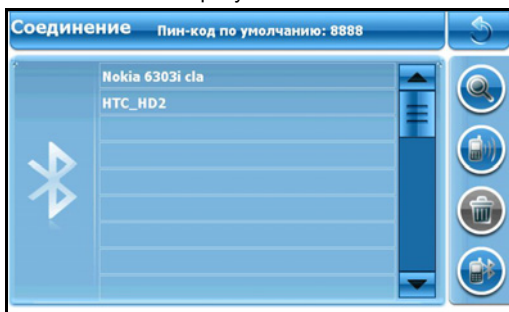 Соединение Пин-код по умолчанию: 8888
Nokia 6303i cla
HTC_HD2